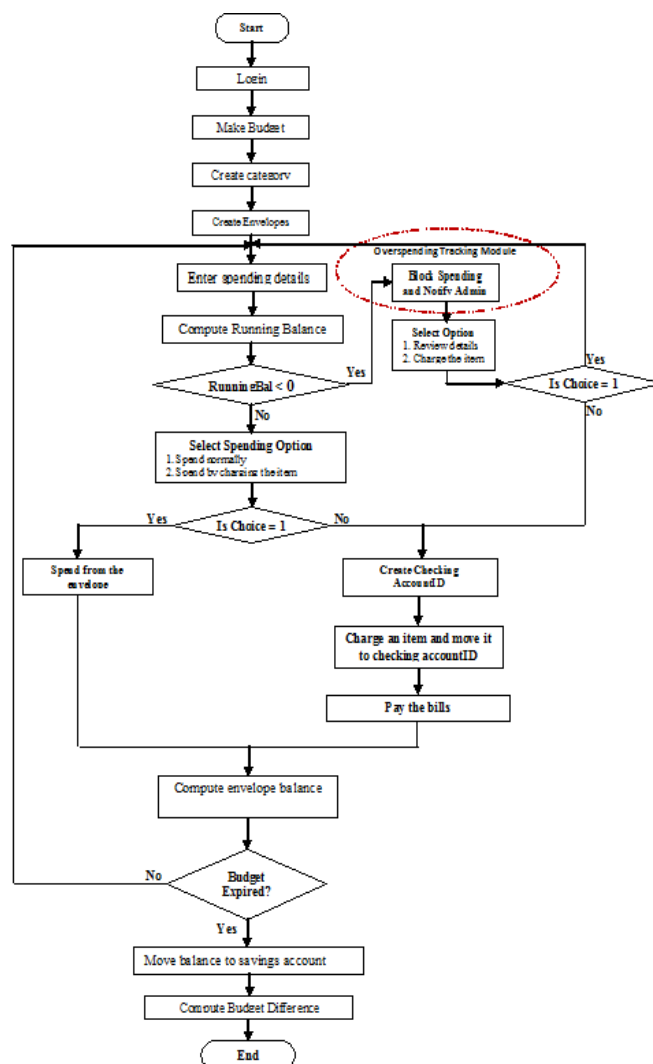 Start
Login
Make Budget
Create category
Create Envelopes
Overspending Tracking Module
Enter spending details
Block Spending
and Notify Admin
Compute Running Balance
Select Option
1. Review details
2. Charge the item
Yes
RunningBal < 0
Yes
Is Choice = 1
No
No
Select Spending Option
1. Spend normally
2. Spend by charging the item
Yes
Is Choice = 1
No
Spend from the
envelope
Create Checking
AccountID
Charge an item and move it
to checking accountID
Pay the bills
Compute envelope balance
No
Budget
Expired?
Yes
Move balance to savings account
Compute Budget Difference
End